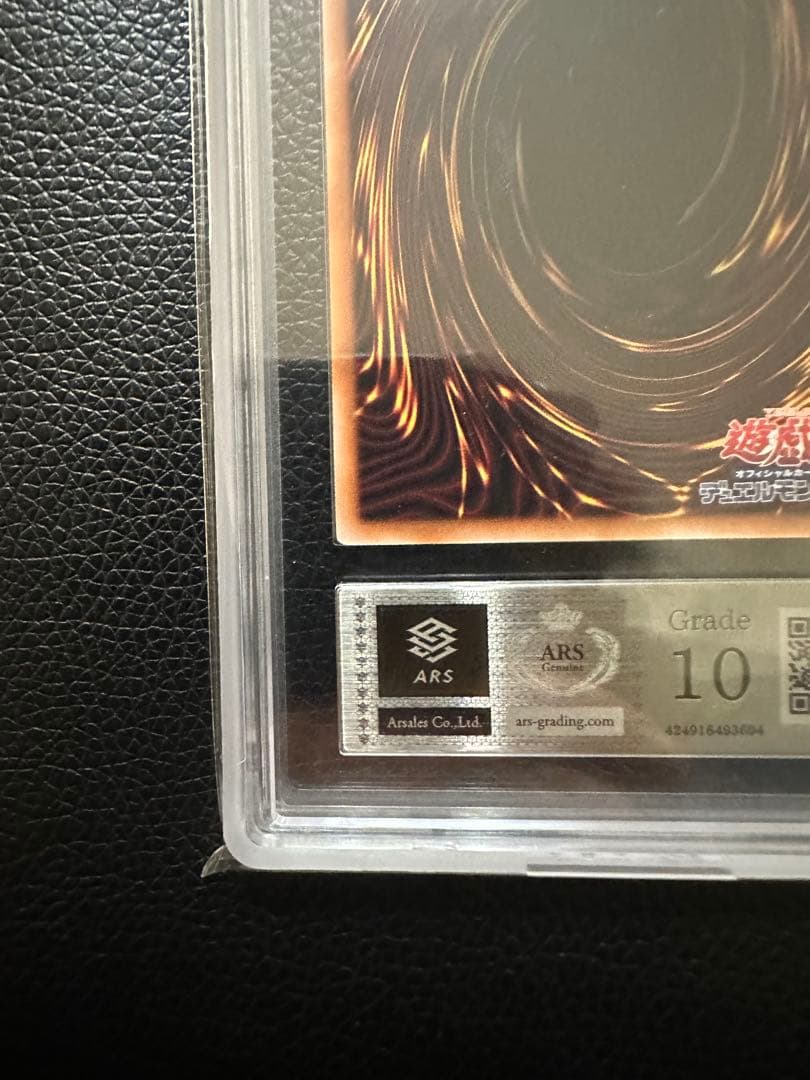 遊戯
オフィシャルカー
デュエルモン
ARS
Arsales Co.,Ltd.
ARS
Genuine
ars-grading.com
Grade
10
424916493694